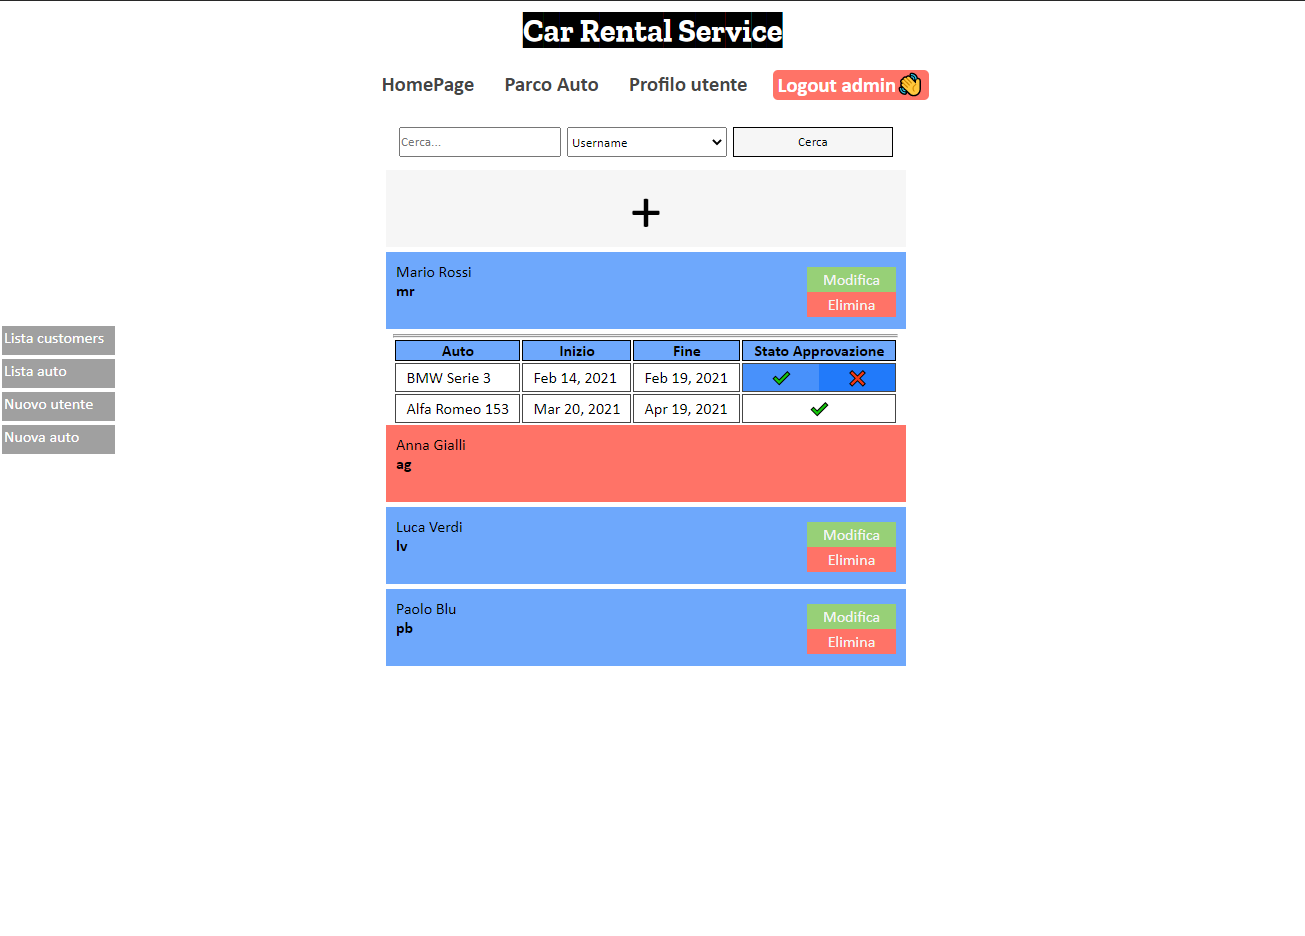 Car Rental Service
HomePage Parco Auto Profilo utente Logout admin
Cerca... Username Cerca
Mario Rossi
mr
Modifica
Elimina
Lista customers
Lista auto
Nuovo utente
Nuova auto
Auto Inizio Fine Stato Approvazione
BMW Serie 3 Feb 14, 2021 Feb 19, 2021
Alfa Romeo 153 Mar 20, 2021 Apr 19, 2021
Anna Gialli
ag
Luca Verdi
lv
Modifica
Elimina
Paolo Blu
pb
Modifica
Elimina